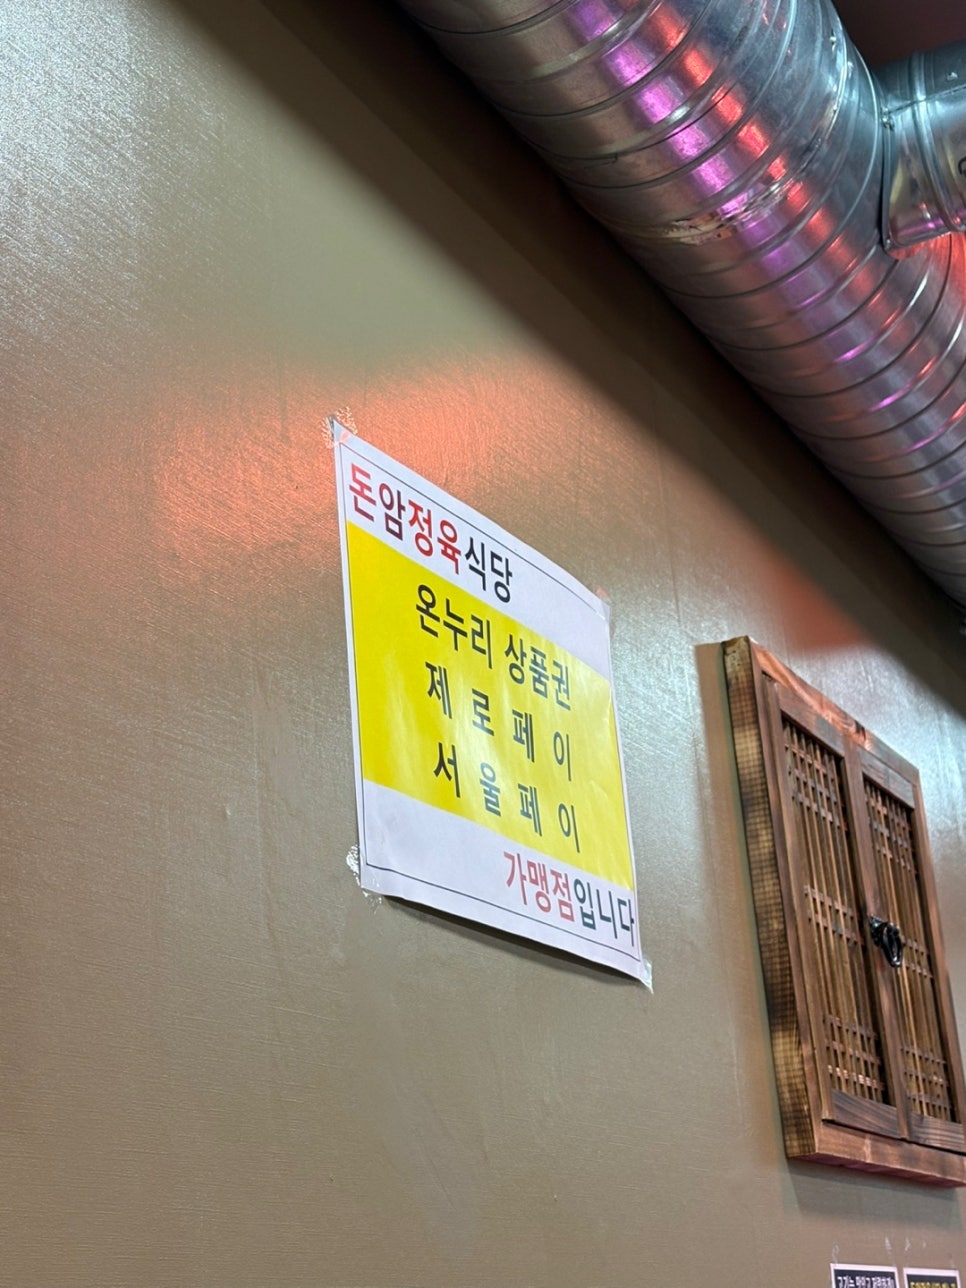 돈암정육식당
온누리 상품권
제로페이
서울페이
가맹점입니다